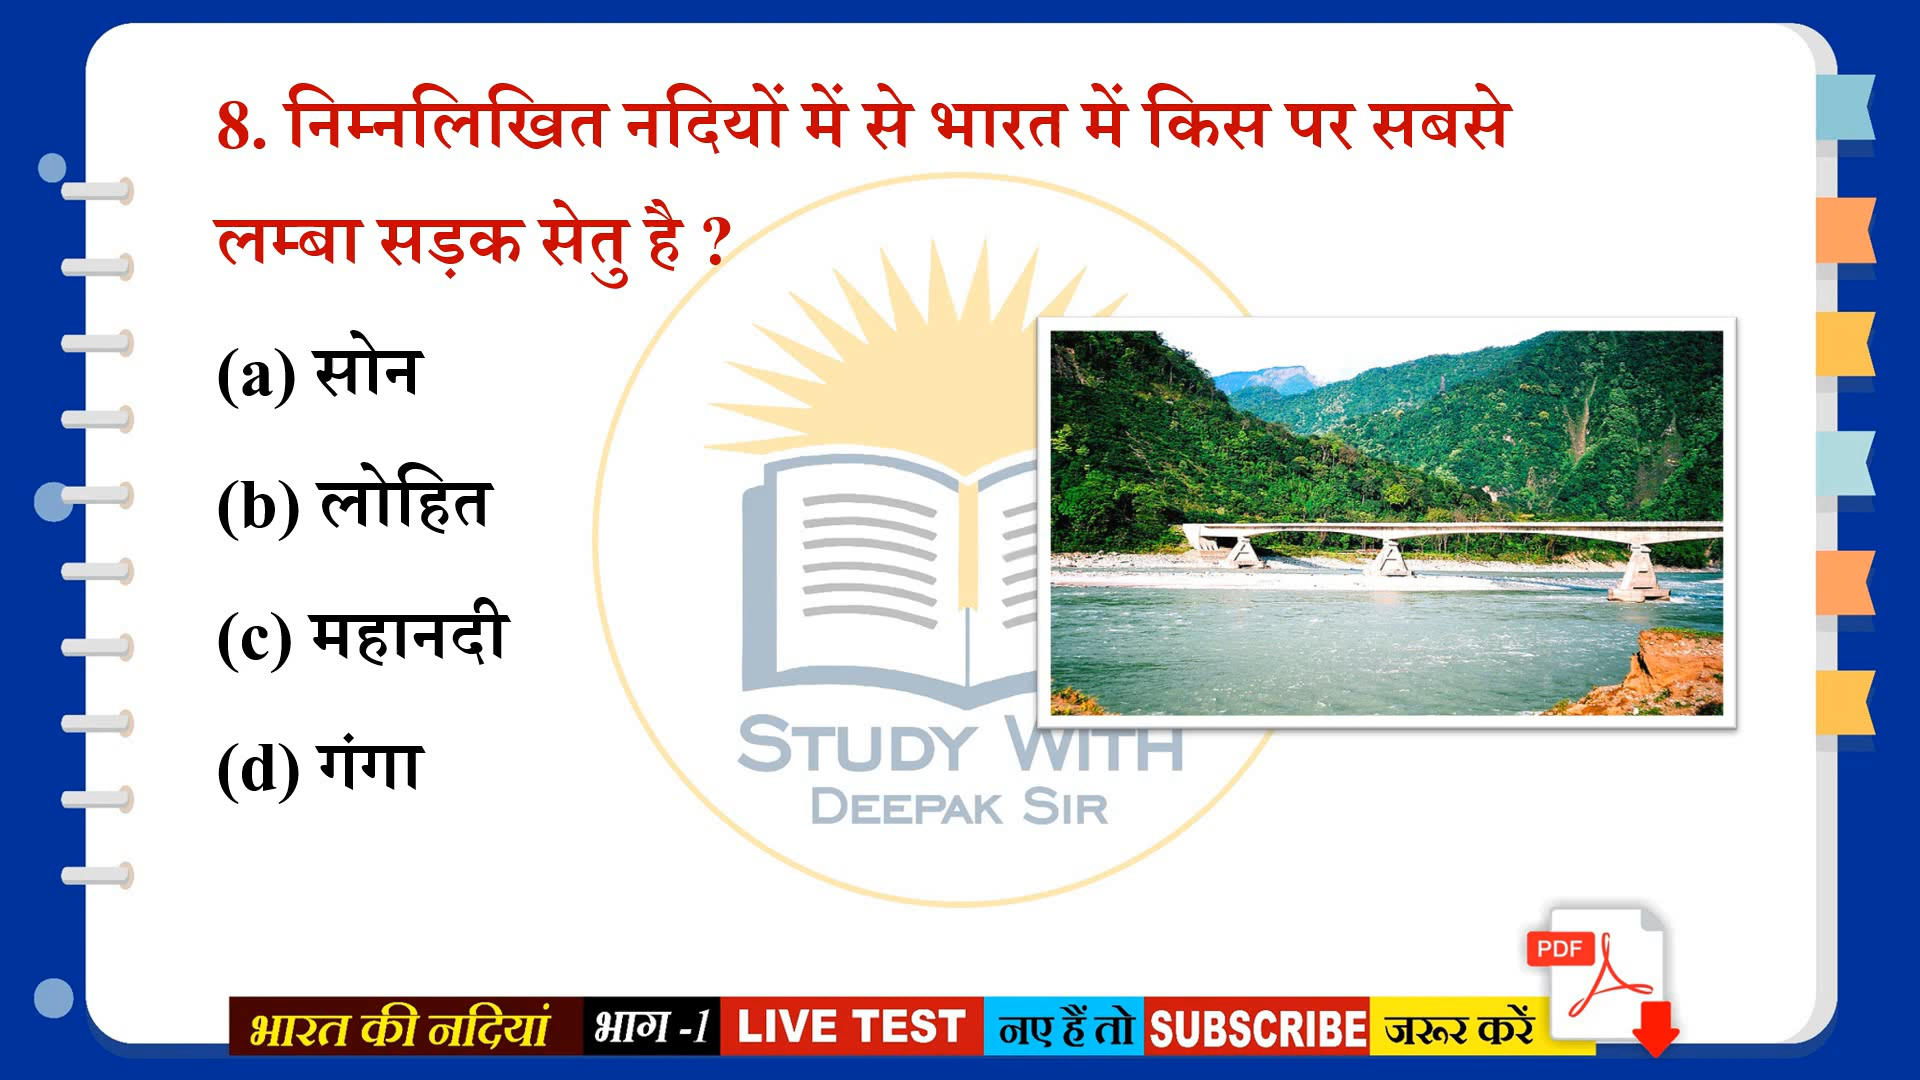 8. निम्नलिखित नदियों में से भारत में किस पर सबसे
लम्बा सड़क सेतु है ?
(a) सोन
(b) लोहित
(c) महानदी
(d) गंगा
STUDY WITH
DEEPAK SIR
PDF
भारत की नदियां भाग -1 LIVE TEST नए हैं तो SUBSCRIBE जरूर करें